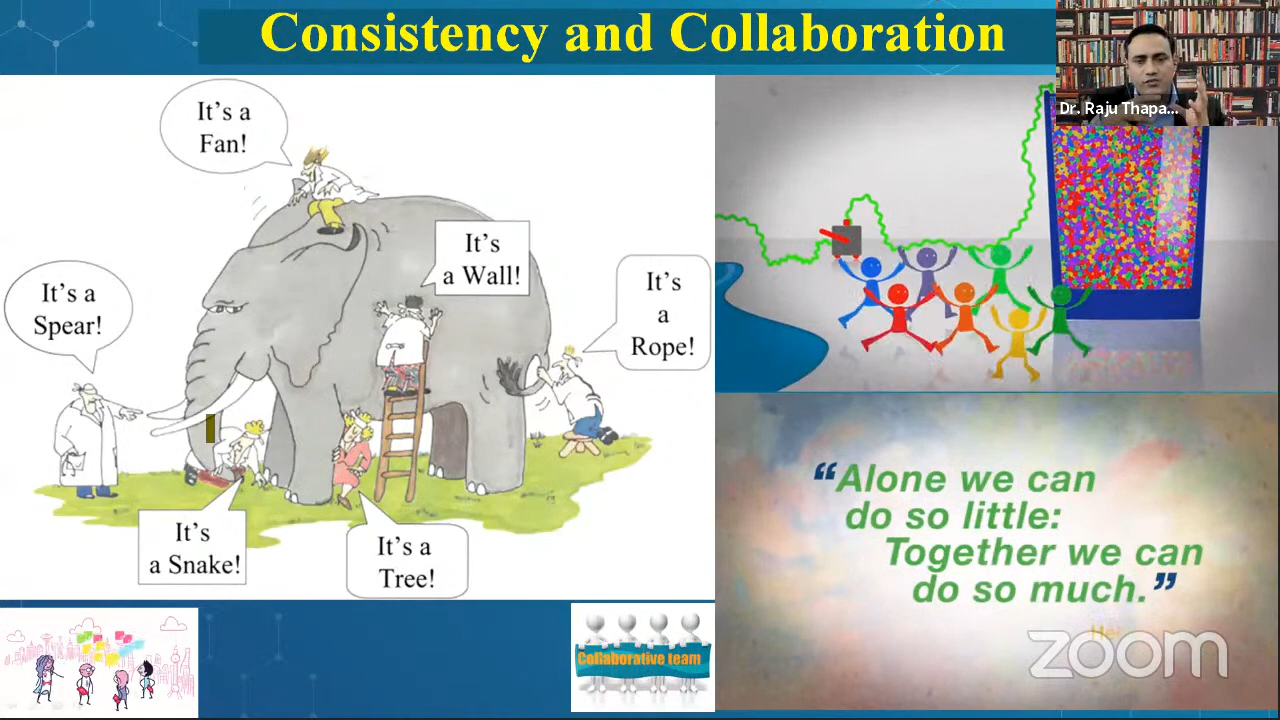 Consistency and Collaboration
Dr. Raju Thapa...
It's a
Fan!
It's
a Wall!
It's
a
Rope!
It's a
Spear!
It's
a Snake!
It's a
Tree!
“Alone we can
do so little:
Together we can
do so much.”
zoom
Collaborative team